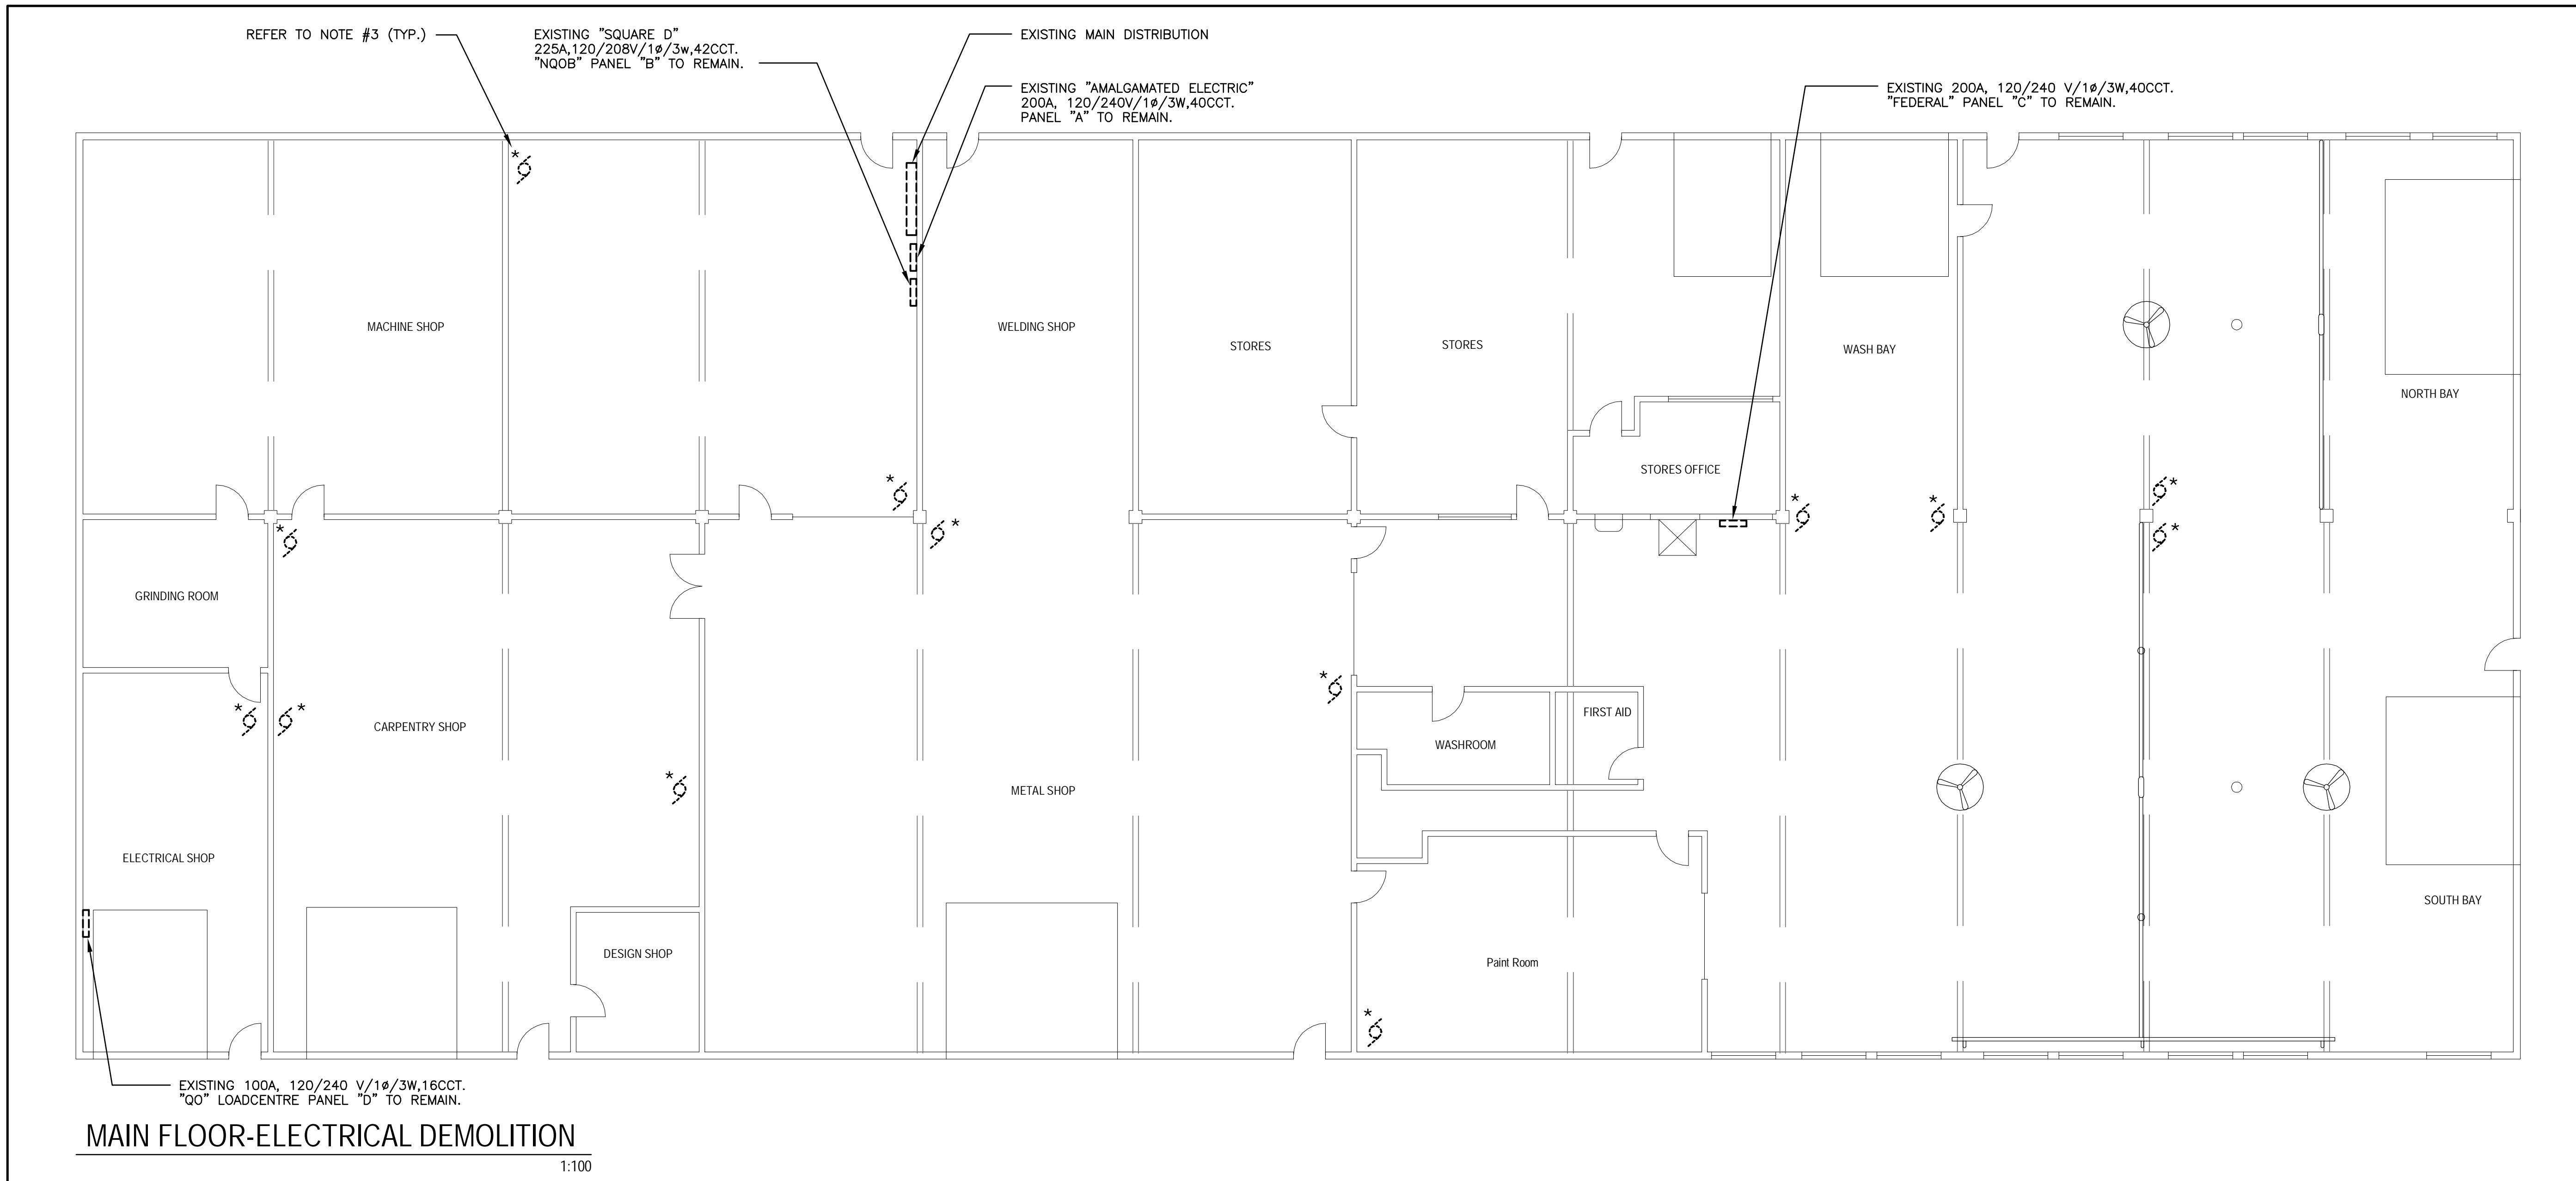 REFER TO NOTE #3 (TYP.)
EXISTING "SQUARE D"
225A,120/208V/1ø/3w,42CCT.
"NQOB" PANEL "B" TO REMAIN.
EXISTING MAIN DISTRIBUTION
EXISTING "AMALGAMATED ELECTRIC"
200A, 120/240V/1ø/3W,40CCT.
PANEL "A" TO REMAIN.
EXISTING 200A, 120/240 V/1ø/3W,40CCT.
"FEDERAL" PANEL "C" TO REMAIN.
*
MACHINE SHOP
WELDING SHOP
STORES
STORES
WASH BAY
NORTH BAY
STORES OFFICE
*
*
*
*
*
*
*
GRINDING ROOM
*
*
*
CARPENTRY SHOP
FIRST AID
WASHROOM
*
METAL SHOP
ELECTRICAL SHOP
SOUTH BAY
DESIGN SHOP
Paint Room
*
EXISTING 100A, 120/240 V/1ø/3W,16CCT.
"QO" LOADCENTRE PANEL "D" TO REMAIN.
MAIN FLOOR-ELECTRICAL DEMOLITION
1:100